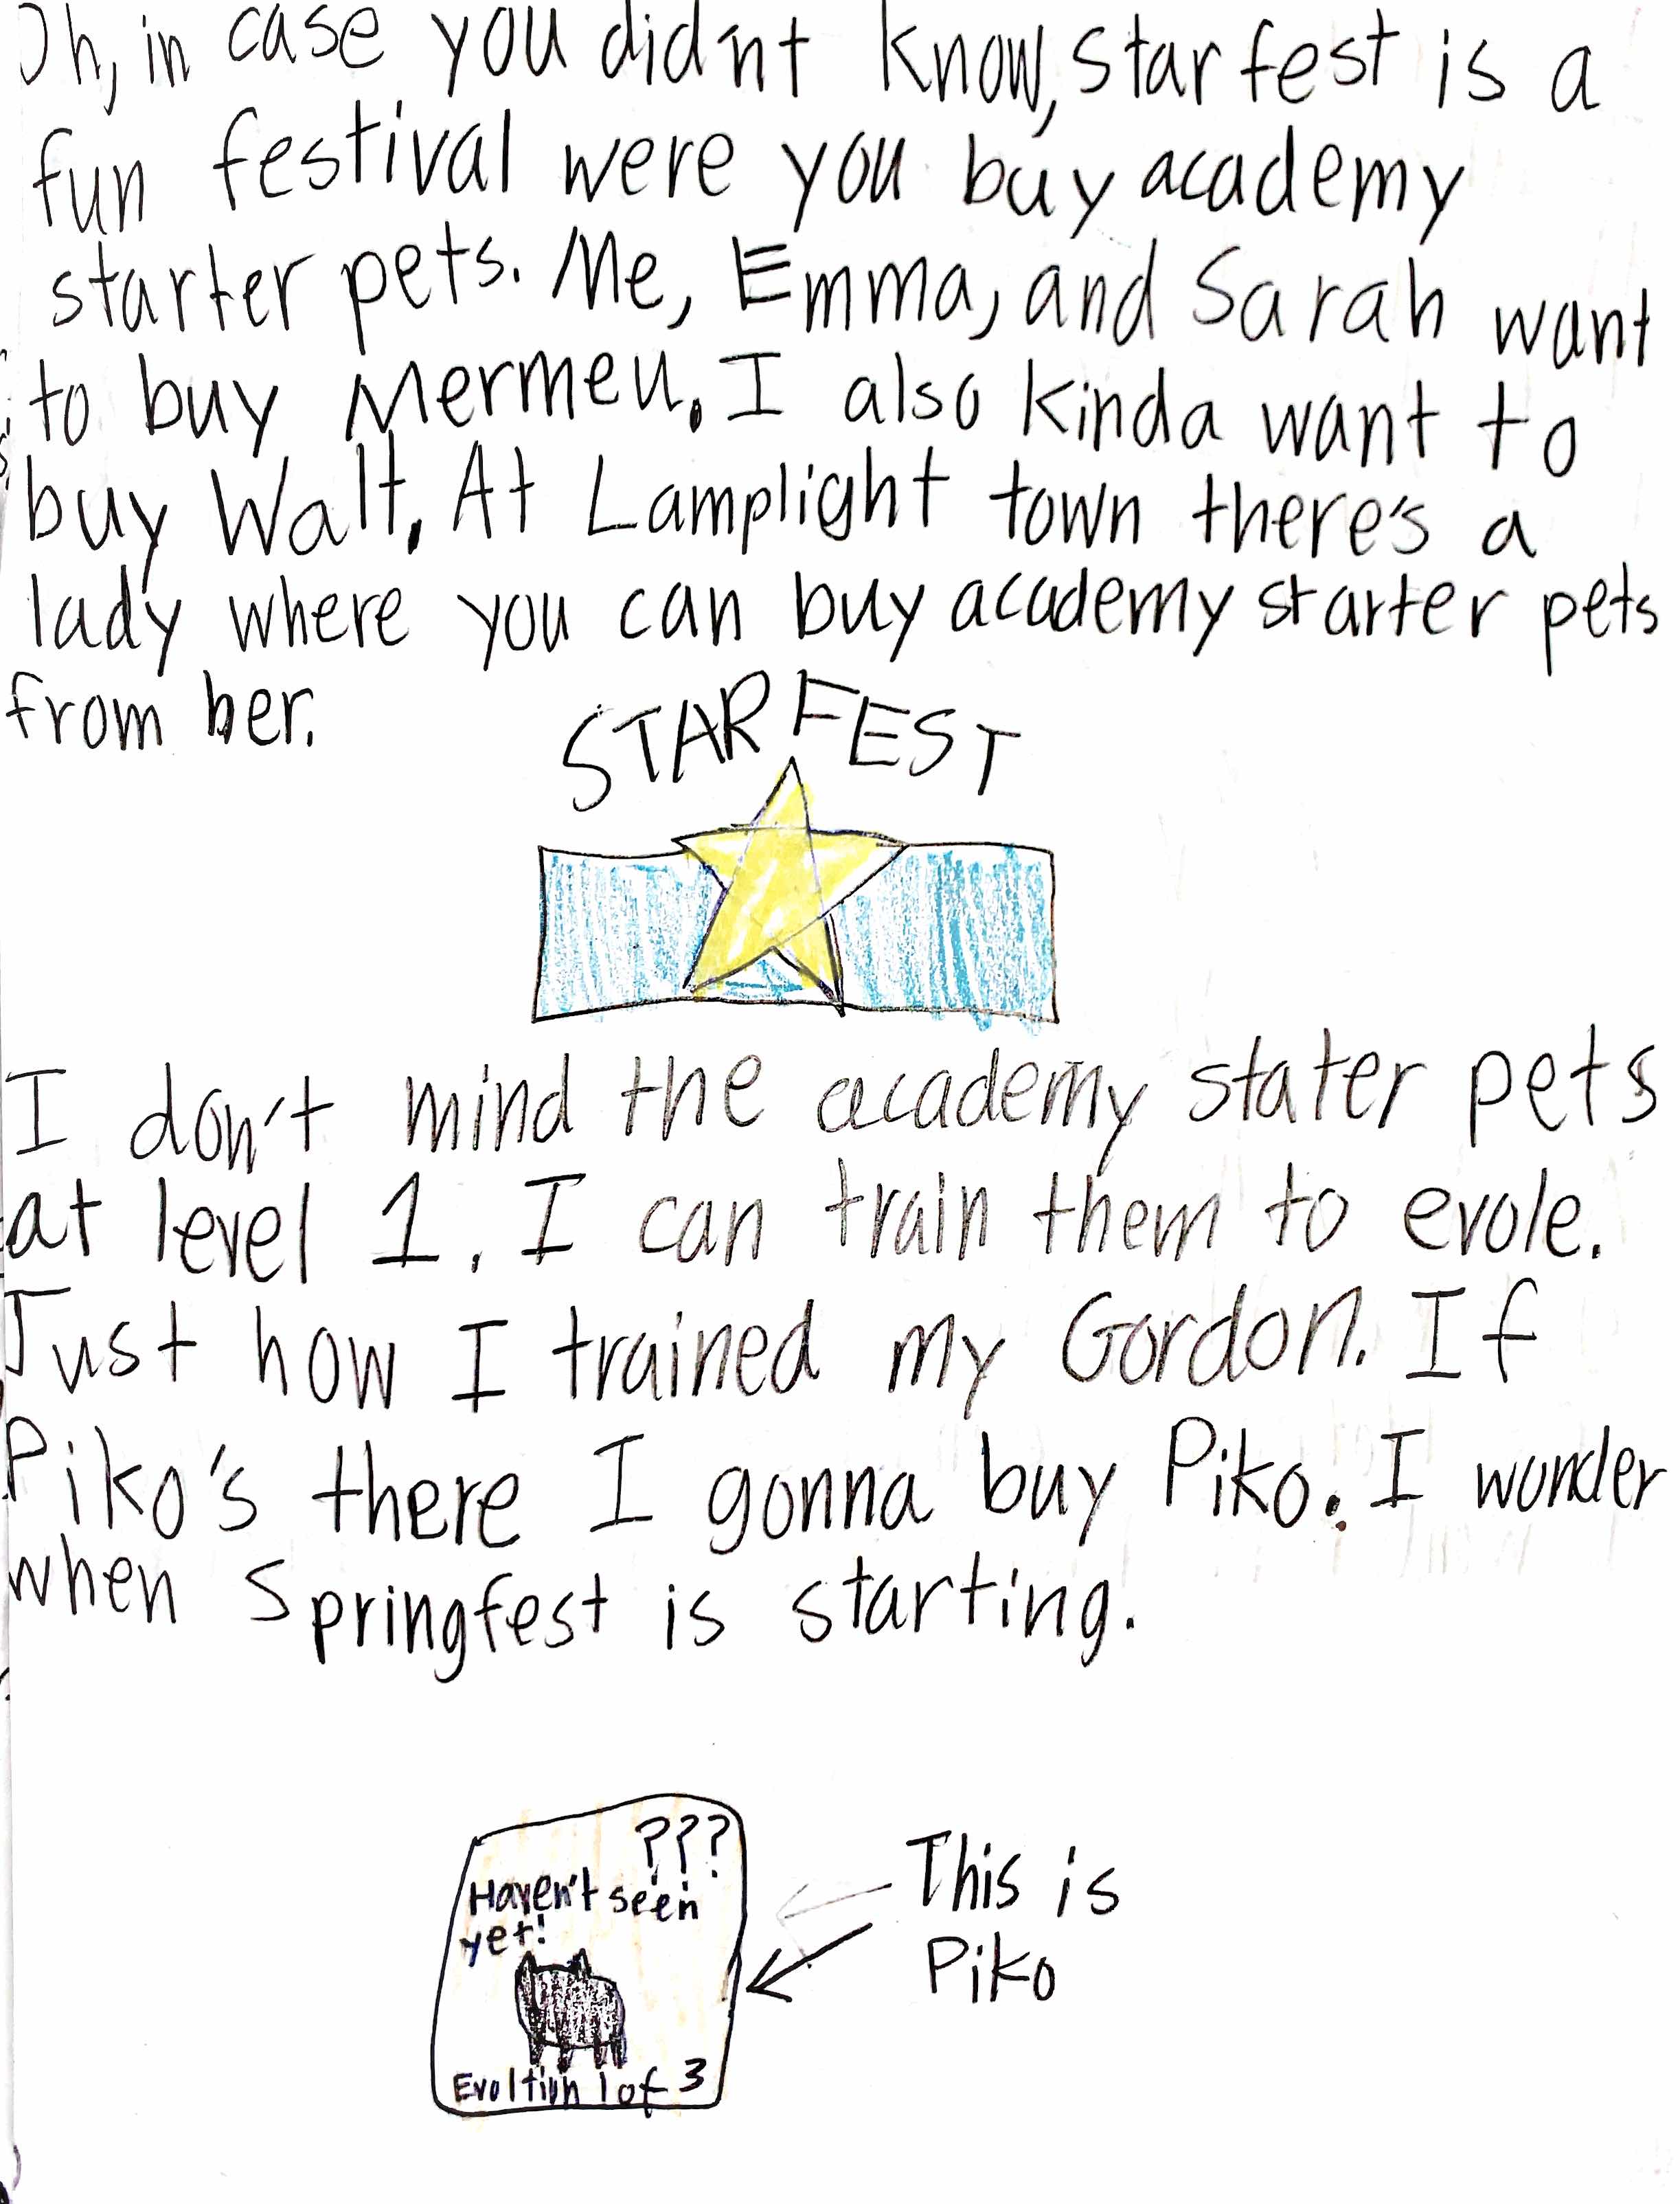 Oh, in case you didn't know, starfest is a
fun festival were you buy academy
starter pets. Me, Emma, and Sarah want
to buy Mermeu. I also kinda want to
buy Walt. At Lamplight town there's a
lady where you can buy academy starter pets
from her.
STARFEST
I don't mind the academy stater pets
at level 1. I can train them to evole.
Just how I trained my Gordon. If
Piko's there I gonna buy Piko. I wonder
when Springfest is starting.
???
Haven't seen
yet!
Evoltion 1 of 3
This is
Piko